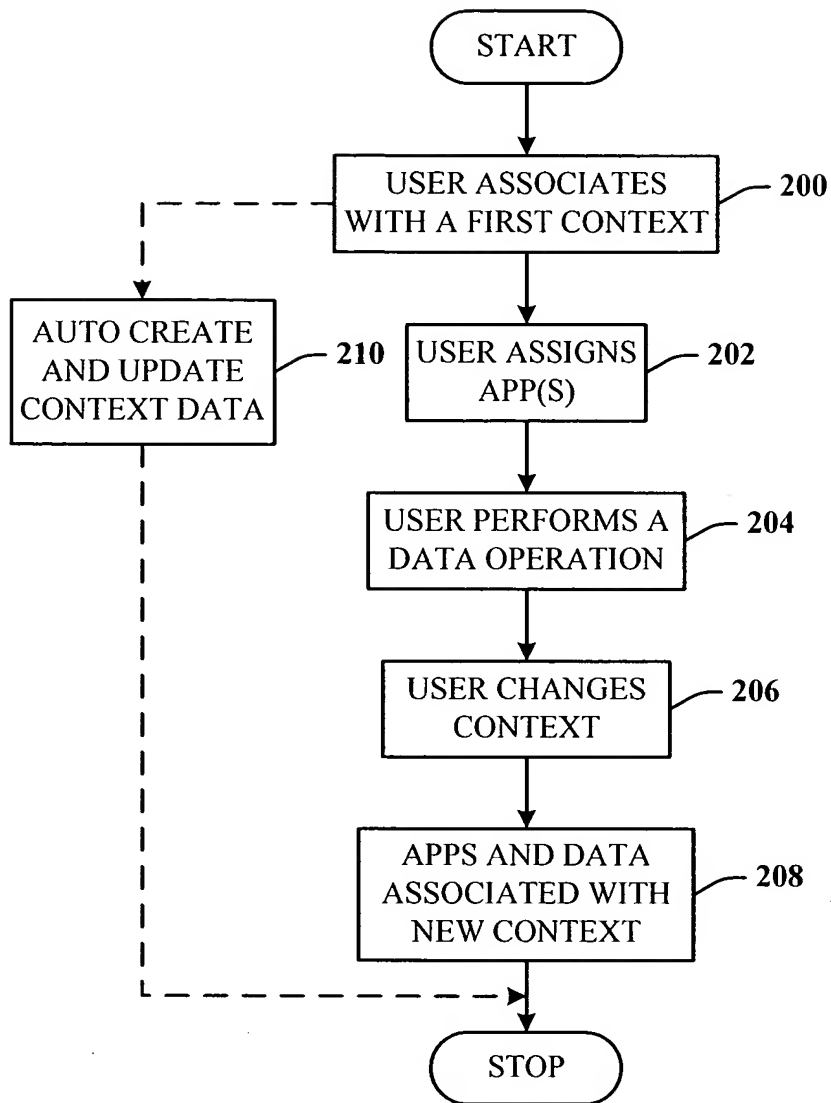 START
USER ASSOCIATES
WITH A FIRST CONTEXT
200
AUTO CREATE
AND UPDATE
CONTEXT DATA
210
USER ASSIGNS
APP(S)
202
USER PERFORMS A
DATA OPERATION
204
USER CHANGES
CONTEXT
206
APPS AND DATA
ASSOCIATED WITH
NEW CONTEXT
208
STOP